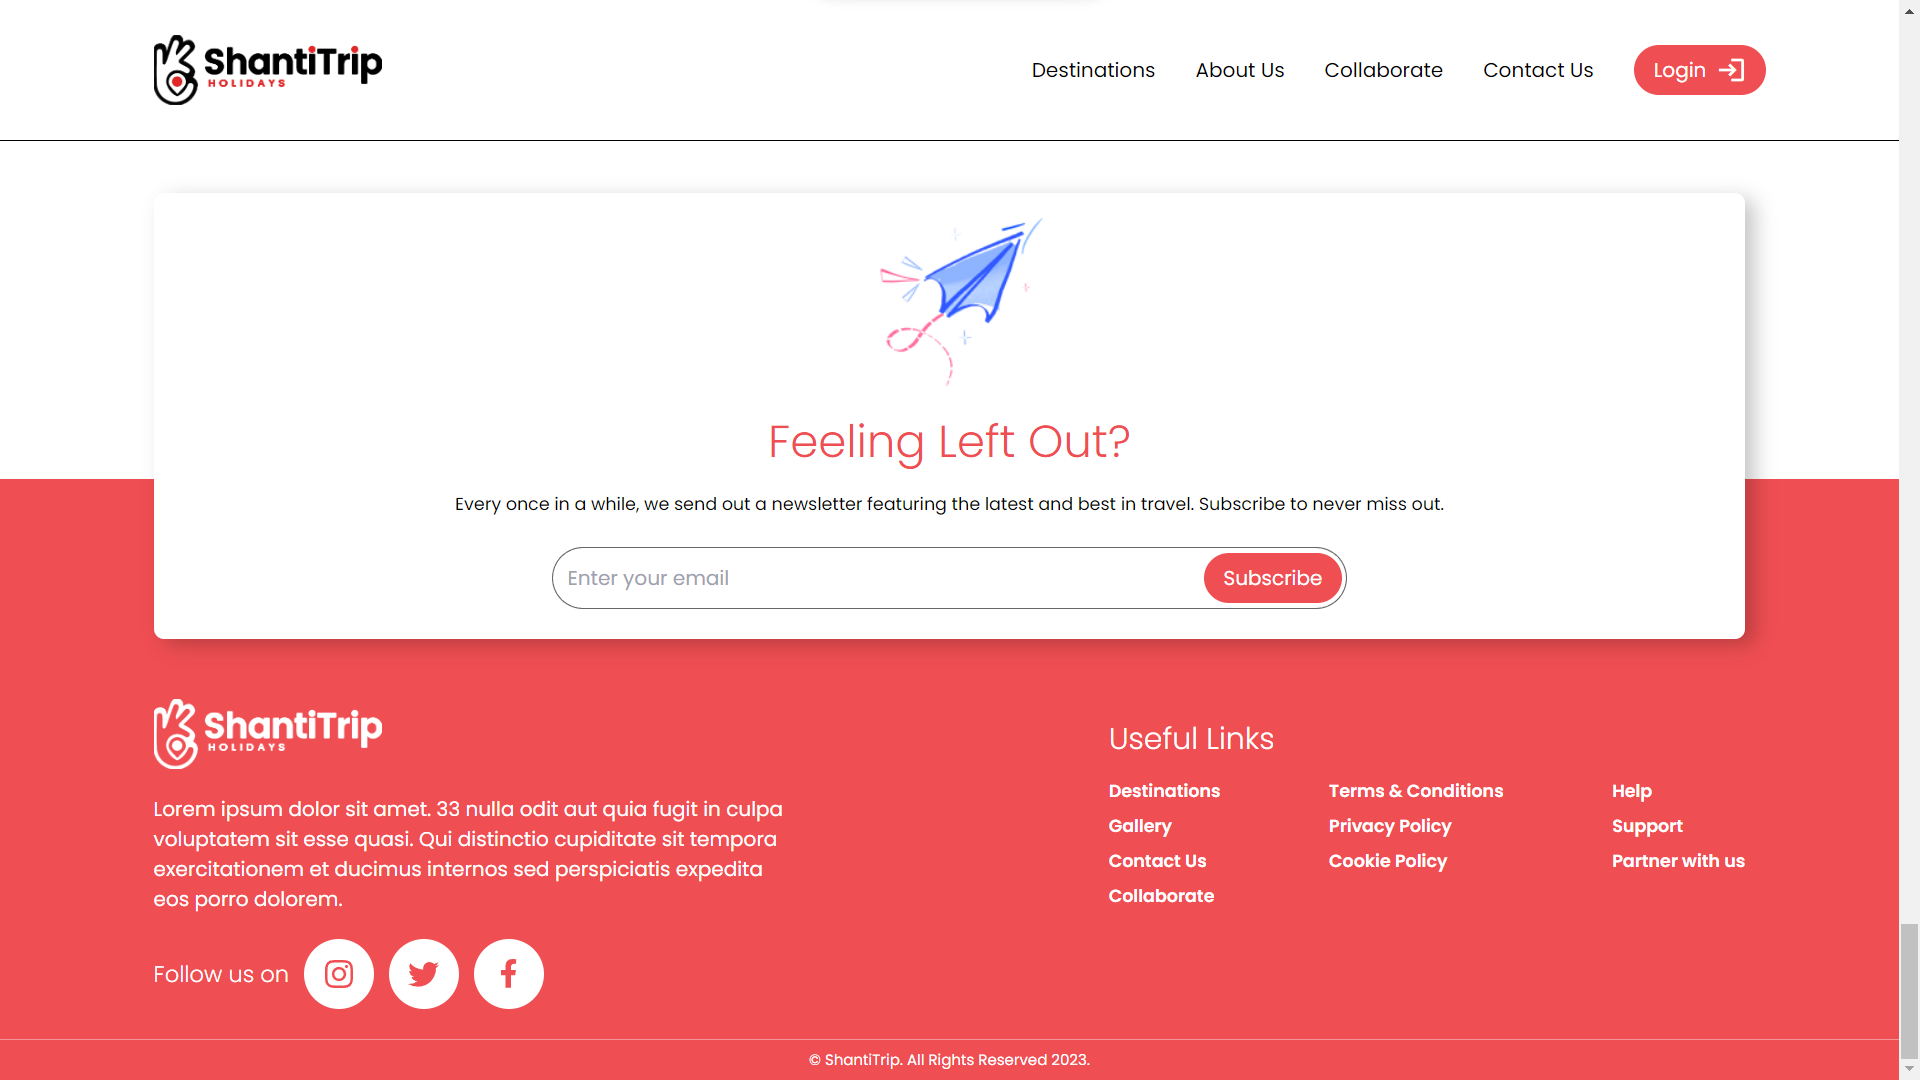 ShantiTrip
HOLIDAYS
Destinations
About Us
Collaborate
Contact Us
Login
Feeling Left Out?
Every once in a while, we send out a newsletter featuring the latest and best in travel. Subscribe to never miss out.
Enter your email
Subscribe
ShantiTrip
HOLIDAYS
Lorem ipsum dolor sit amet. 33 nulla odit aut quia fugit in culpa
voluptatem sit esse quasi. Qui distinctio cupiditate sit tempora
exercitationem et ducimus internos sed perspiciatis expedita
eos porro dolorem.
Follow us on
Useful Links
Destinations
Gallery
Contact Us
Collaborate
Terms & Conditions
Privacy Policy
Cookie Policy
Help
Support
Partner with us
© ShantiTrip. All Rights Reserved 2023.